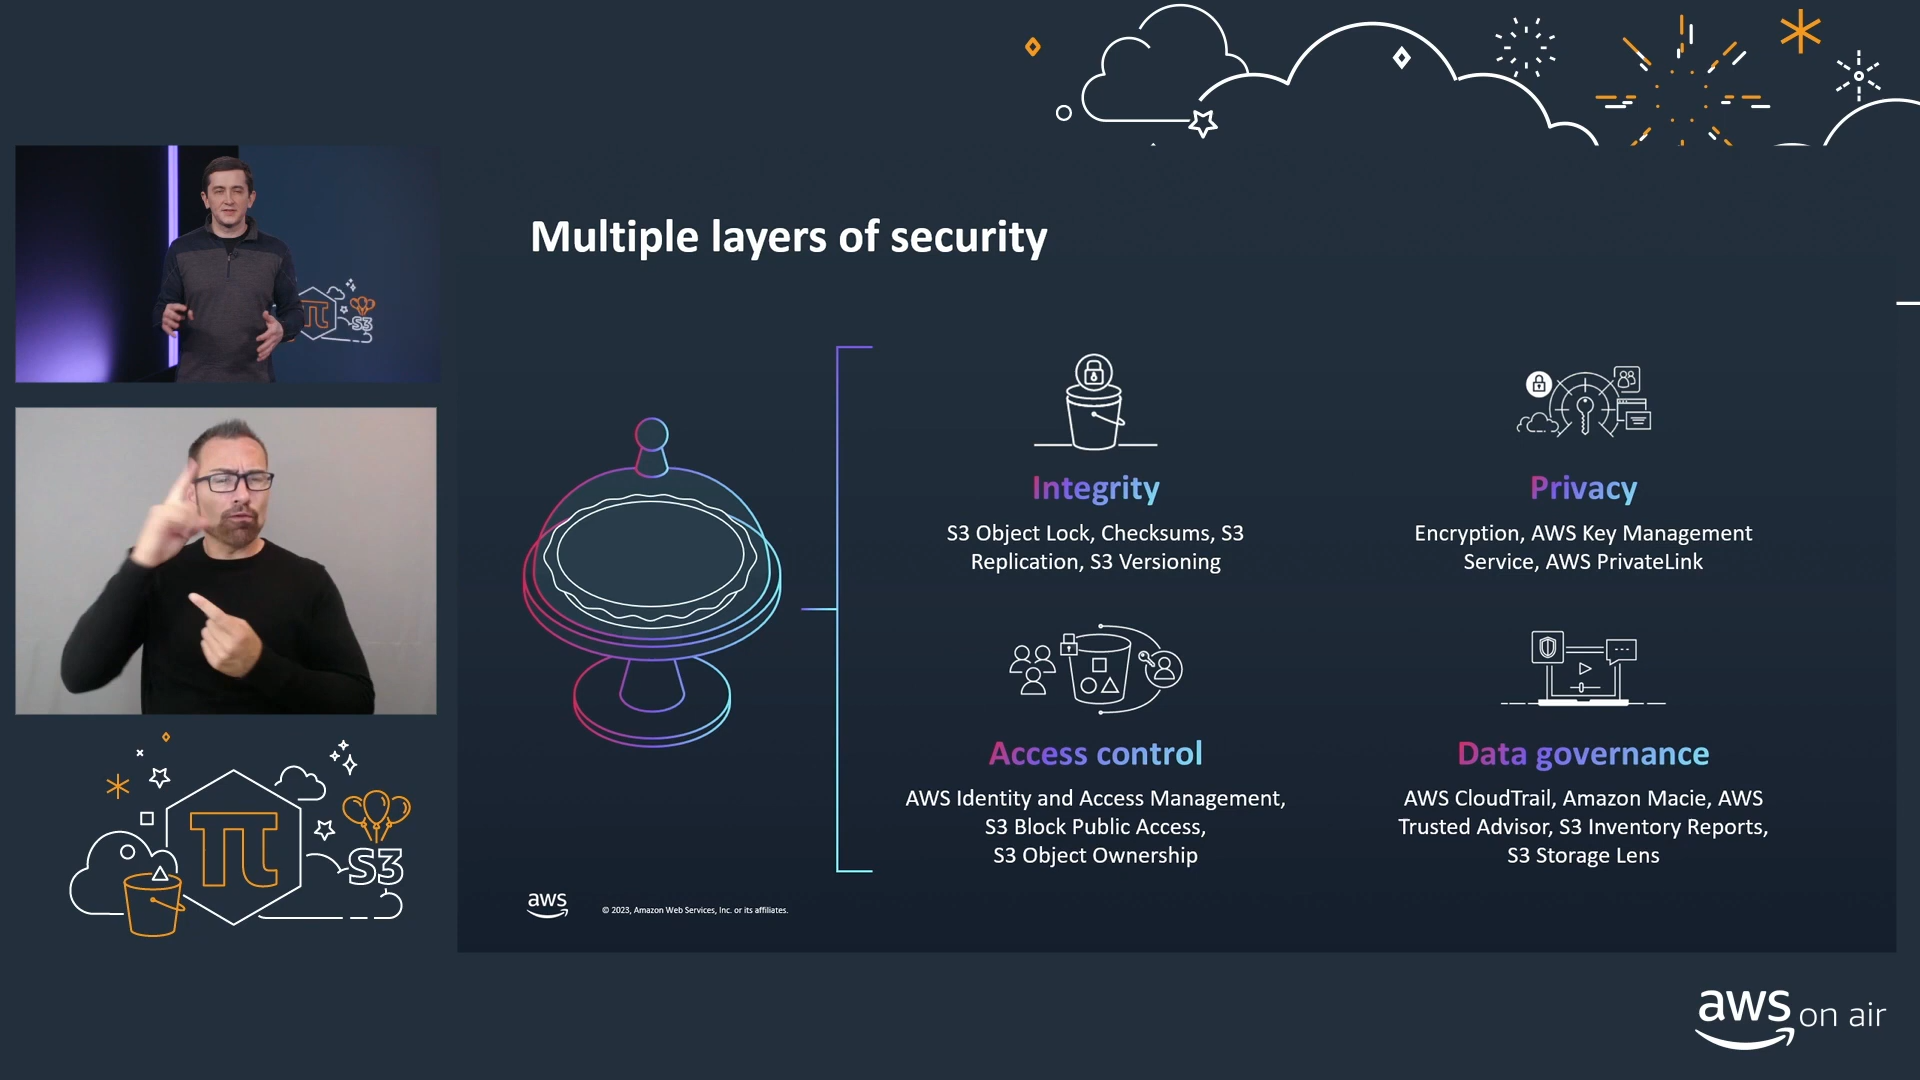 Multiple layers of security
Integrity
S3 Object Lock, Checksums, S3
Replication, S3 Versioning
Privacy
Encryption, AWS Key Management
Service, AWS PrivateLink
Access control
AWS Identity and Access Management,
S3 Block Public Access,
S3 Object Ownership
Data governance
AWS CloudTrail, Amazon Macie, AWS
Trusted Advisor, S3 Inventory Reports,
S3 Storage Lens
aws
© 2023, Amazon Web Services, Inc. or its affiliates.
π
S3
π
S3
aws on air